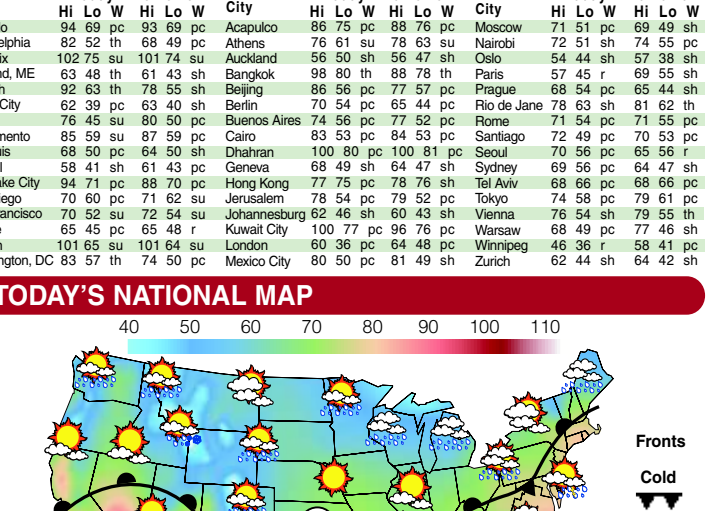 Hi Lo W Hi Lo W City Hi Lo W Hi Lo W City Hi Lo W Hi Lo W
94 69 pc 93 69 pc Acapulco 86 75 pc 88 76 pc Moscow 71 51 pc 69 49 sh
elphia 82 52 th 68 49 pc Athens 76 61 su 78 63 su Nairobi 72 51 sh 74 55 pc
ix 102 75 su 101 74 su Auckland 56 50 sh 56 47 sh Oslo 54 44 sh 57 38 sh
nd, ME 63 48 th 61 43 sh Bangkok 98 80 th 88 78 th Paris 57 45 r 69 55 sh
h 92 63 th 78 55 sh Beijing 86 56 pc 77 57 pc Prague 68 54 pc 65 44 sh
City 62 39 pc 63 40 sh Berlin 70 54 pc 65 44 pc Rio de Jane 78 63 sh 81 62 th
76 45 su 80 50 pc Buenos Aires 74 56 pc 77 52 pc Rome 71 54 pc 71 55 pc
mento 85 59 su 87 59 pc Cairo 83 53 pc 84 53 pc Santiago 72 49 pc 70 53 pc
uis 68 50 pc 64 50 sh Dhahran 100 80 pc 100 81 pc Seoul 70 56 pc 65 56 r
l 58 41 sh 61 43 pc Geneva 68 49 sh 64 47 sh Sydney 69 56 pc 64 47 sh
ke City 94 71 pc 88 70 pc Hong Kong 77 75 pc 78 76 sh Tel Aviv 68 66 pc 68 66 pc
iego 70 60 pc 71 62 su Jerusalem 78 54 pc 79 52 pc Tokyo 74 58 pc 79 61 pc
ancisco 70 52 su 72 54 su Johannesburg 62 46 sh 60 43 sh Vienna 76 54 sh 79 55 th
e 65 45 pc 65 48 r Kuwait City 100 77 pc 96 76 pc Warsaw 68 49 pc 77 46 sh
n 101 65 su 101 64 su London 60 36 pc 64 48 pc Winnipeg 46 36 r 58 41 pc
ngton, DC 83 57 th 74 50 pc Mexico City 80 50 pc 81 49 sh Zurich 62 44 sh 64 42 sh
TODAY'S NATIONAL MAP
40 50 60 70 80 90 100 110
Fronts
Cold